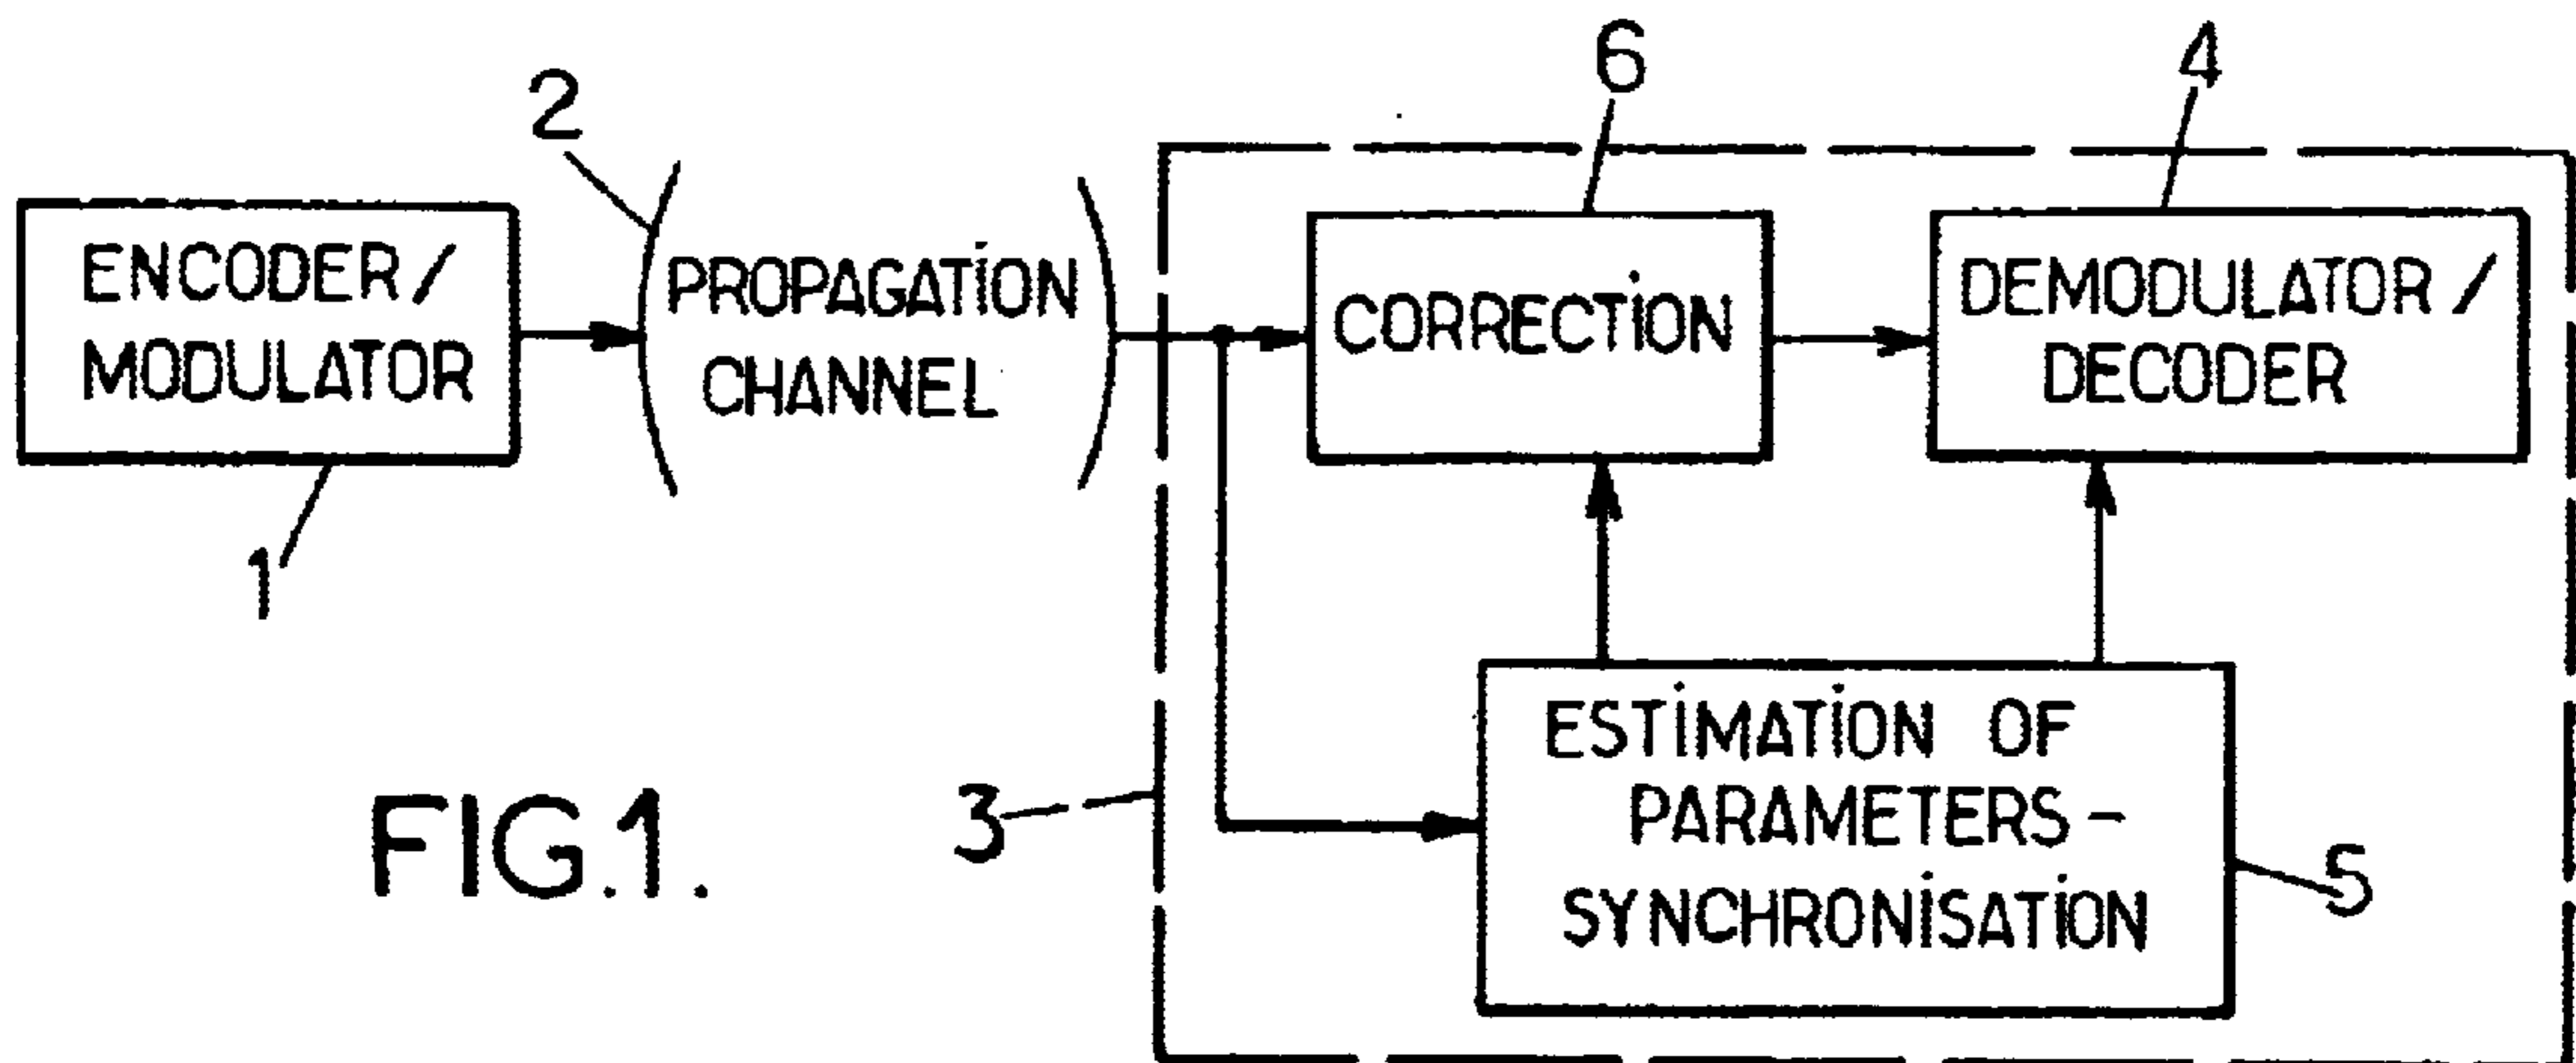 6
4
2
ENCODER/
MODULATOR
PROPAGATION
CHANNEL
CORRECTION
DEMODULATOR/
DECODER
1
ESTIMATION OF
PARAMETERS-
SYNCHRONISATION
3
5
FIG.1.